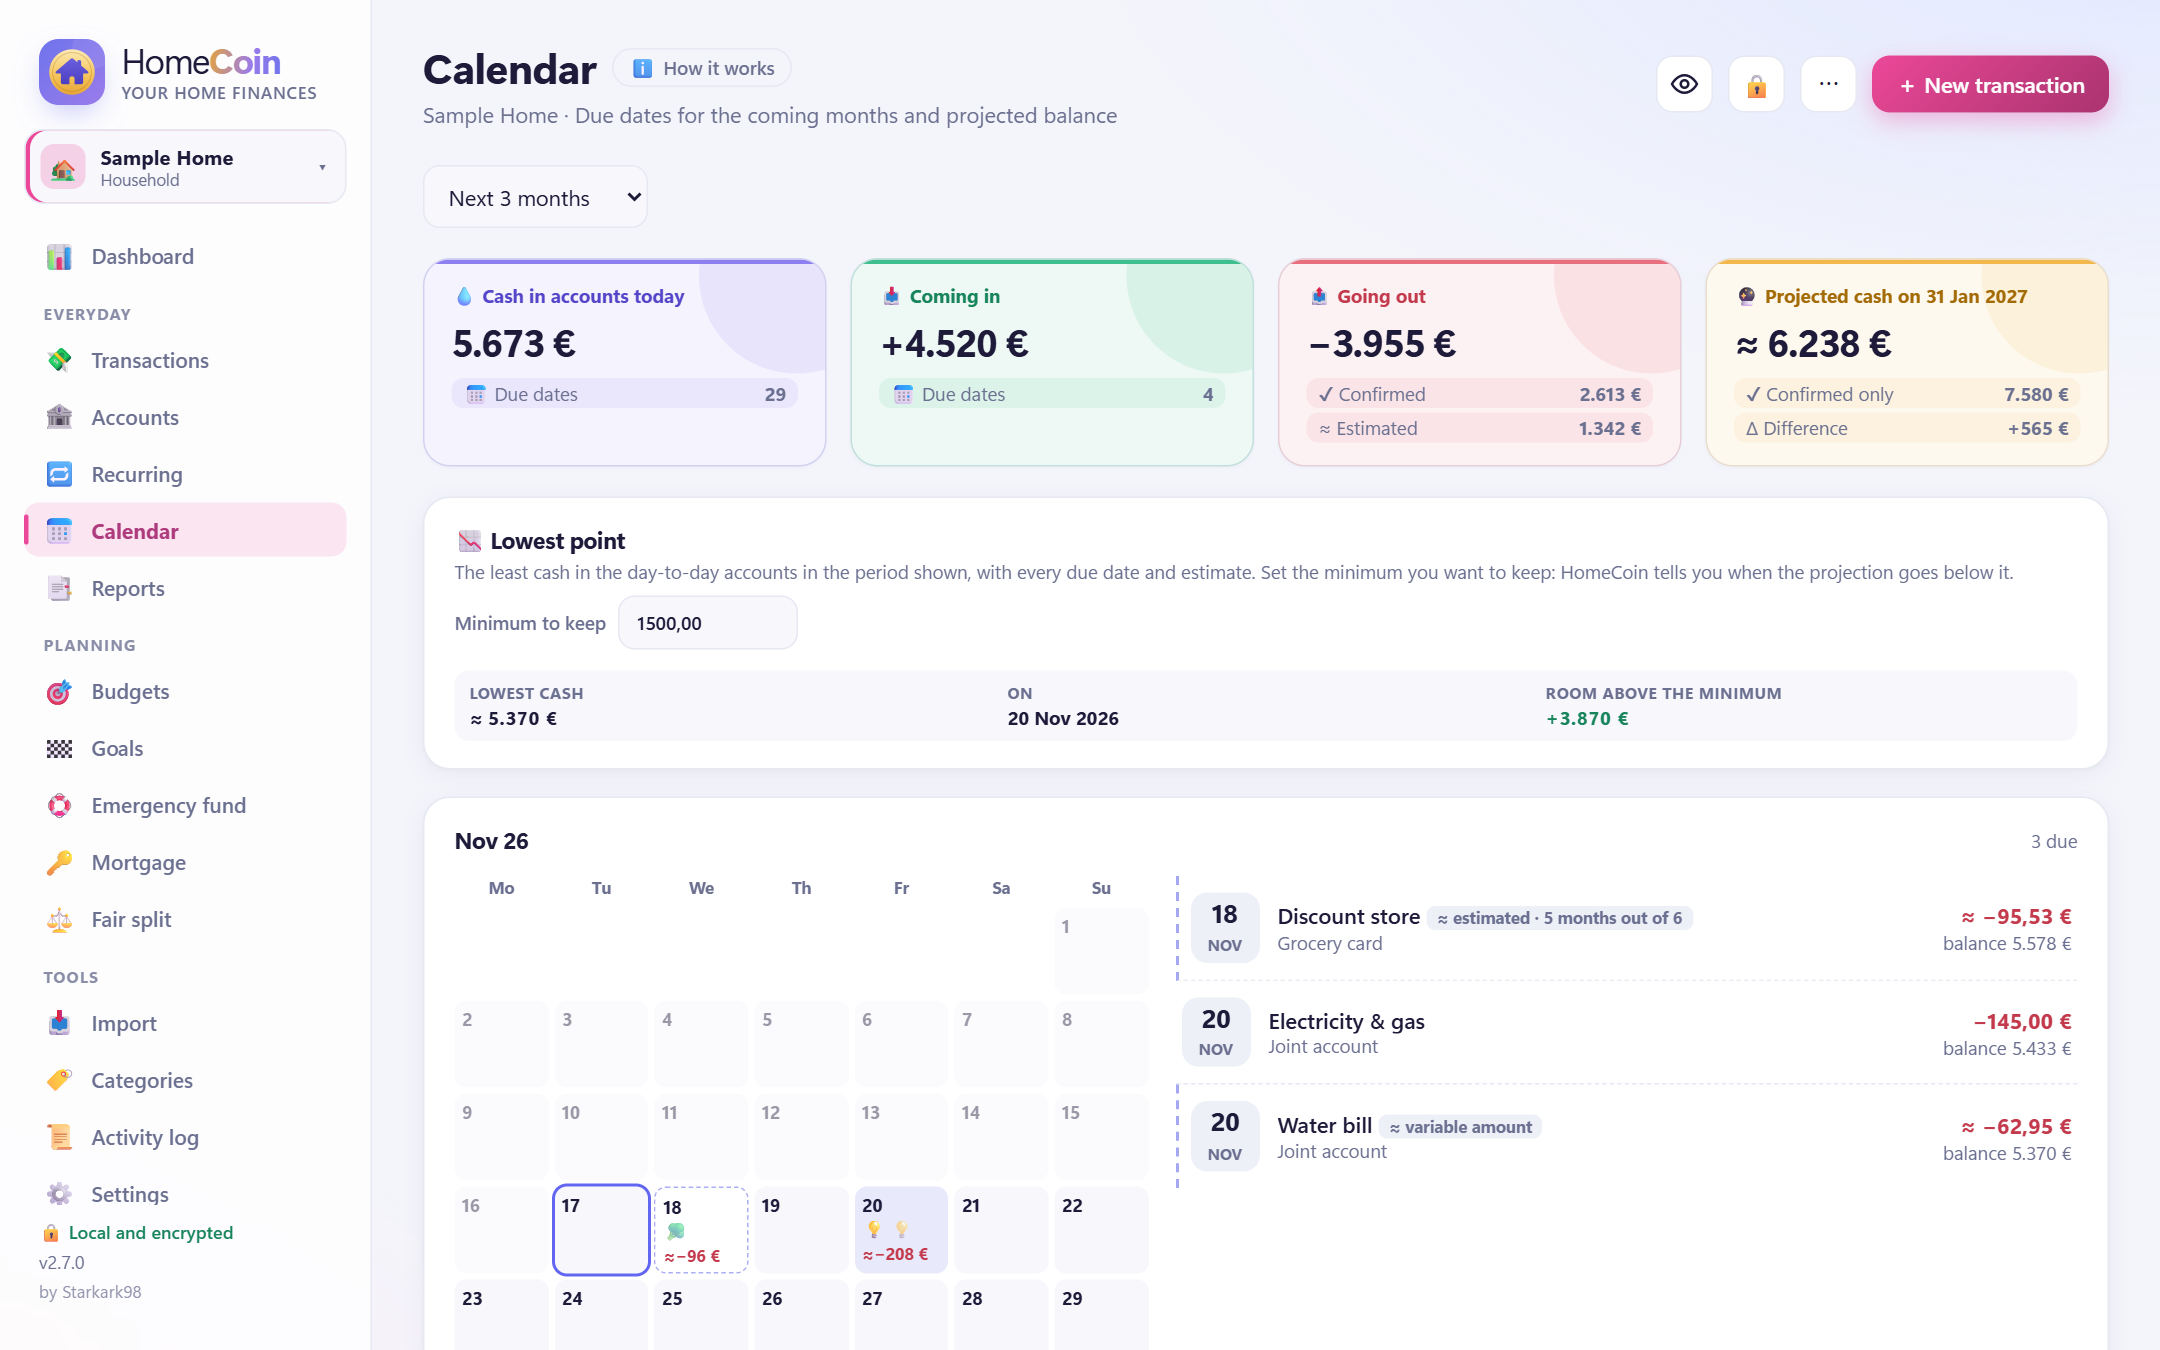 HomeCoin
YOUR HOME FINANCES
Sample Home
Household
Dashboard
EVERYDAY
Transactions
Accounts
Recurring
Calendar
Reports
PLANNING
Budgets
Goals
Emergency fund
Mortgage
Fair split
TOOLS
Import
Categories
Activity log
Settings
Local and encrypted
v2.7.0
by Starkark98
Calendar
How it works
Sample Home · Due dates for the coming months and projected balance
+ New transaction
Next 3 months
Cash in accounts today
5.673 €
Due dates 29
Coming in
+4.520 €
Due dates 4
Going out
−3.955 €
✓ Confirmed 2.613 €
≈ Estimated 1.342 €
Projected cash on 31 Jan 2027
≈ 6.238 €
✓ Confirmed only 7.580 €
Δ Difference +565 €
Lowest point
The least cash in the day-to-day accounts in the period shown, with every due date and estimate. Set the minimum you want to keep: HomeCoin tells you when the projection goes below it.
Minimum to keep 1500,00
LOWEST CASH ON ROOM ABOVE THE MINIMUM
≈ 5.370 € 20 Nov 2026 +3.870 €
Nov 26 3 due
Mo Tu We Th Fr Sa Su
1
2 3 4 5 6 7 8
9 10 11 12 13 14 15
16 17 18 19 20 21 22
≈−96 € ≈−208 €
23 24 25 26 27 28 29
18 NOV
Discount store ≈ estimated · 5 months out of 6 ≈ −95,53 €
Grocery card balance 5.578 €
20 NOV
Electricity & gas −145,00 €
Joint account balance 5.433 €
20 NOV
Water bill ≈ variable amount ≈ −62,95 €
Joint account balance 5.370 €